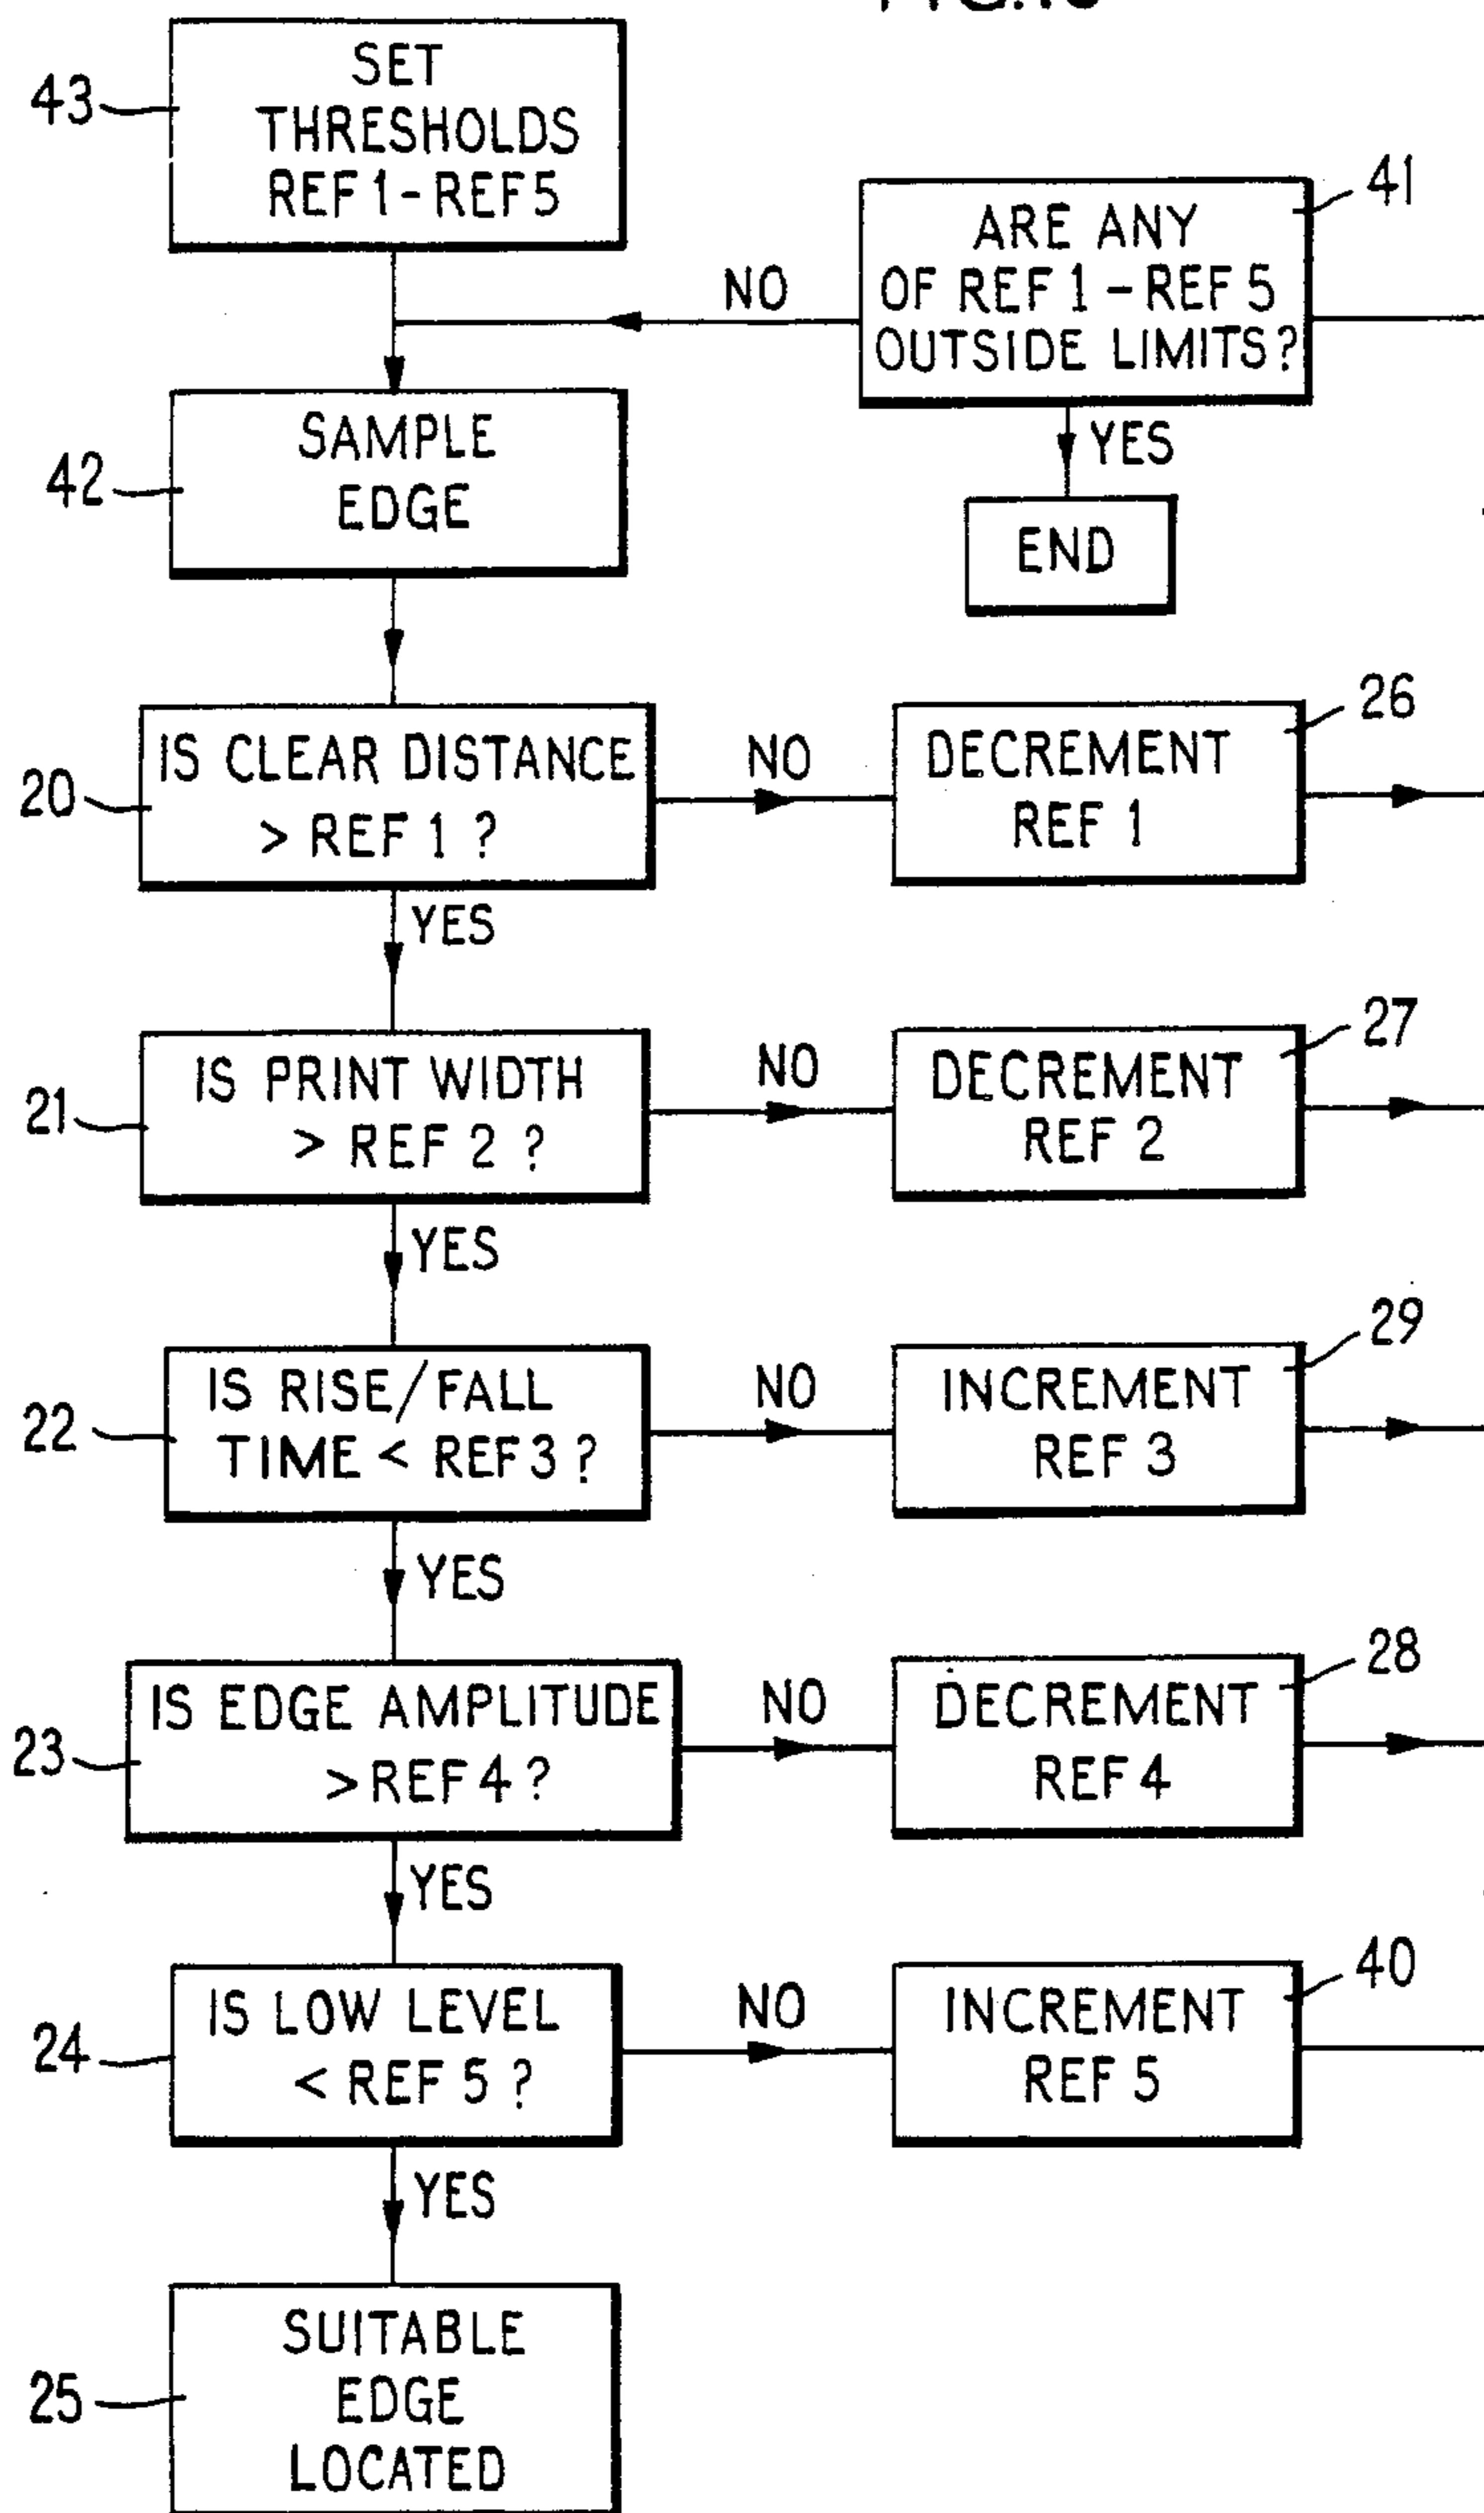 43
SET
THRESHOLDS
REF 1-REF 5
41
ARE ANY
OF REF 1-REF 5
OUTSIDE LIMITS?
NO
YES
END
42
SAMPLE
EDGE
20
IS CLEAR DISTANCE
> REF 1 ?
NO
DECREMENT
REF 1
26
YES
21
IS PRINT WIDTH
> REF 2 ?
NO
DECREMENT
REF 2
27
YES
22
IS RISE/FALL
TIME < REF 3 ?
NO
INCREMENT
REF 3
29
YES
23
IS EDGE AMPLITUDE
> REF 4 ?
NO
DECREMENT
REF 4
28
YES
24
IS LOW LEVEL
< REF 5 ?
NO
INCREMENT
REF 5
40
YES
25
SUITABLE
EDGE
LOCATED